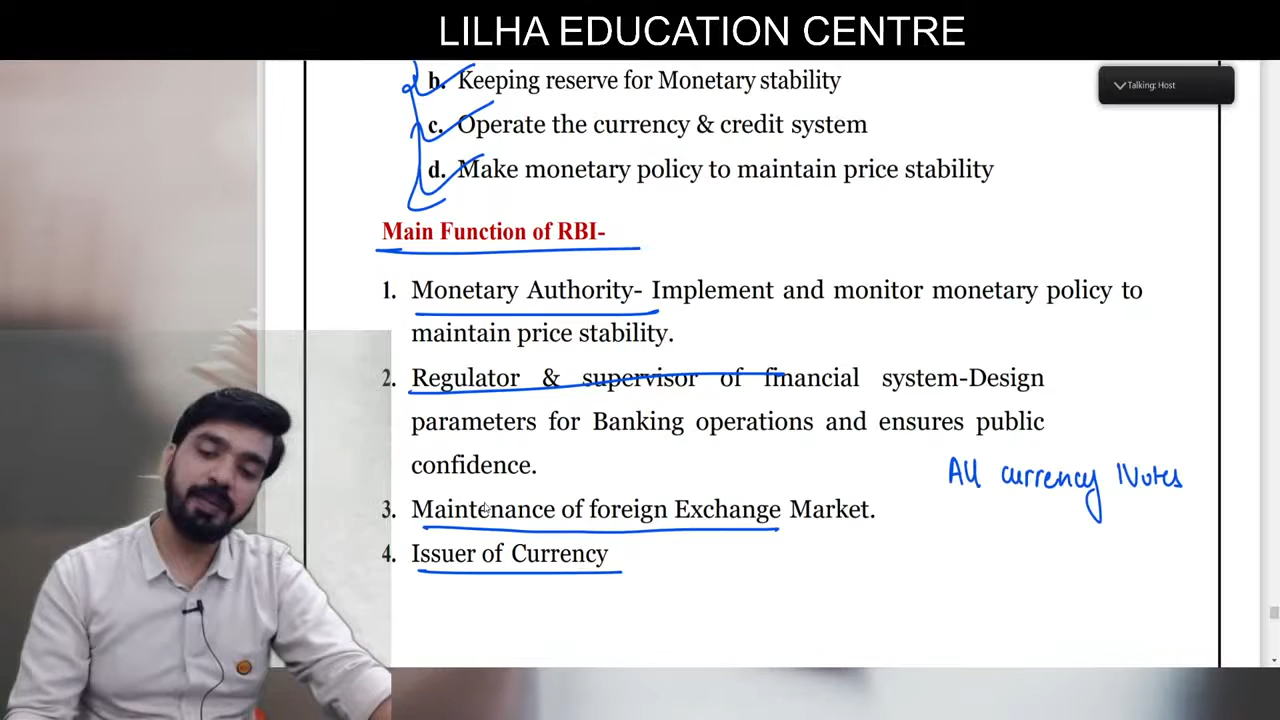 LILHA EDUCATION CENTRE
b. Keeping reserve for Monetary stability
Talking: Host
c. Operate the currency & credit system
d. Make monetary policy to maintain price stability
Main Function of RBI-
1. Monetary Authority- Implement and monitor monetary policy to
maintain price stability.
2. Regulator & supervisor of financial system-Design
parameters for Banking operations and ensures public
confidence.
All currency Notes
3. Maintenance of foreign Exchange Market.
4. Issuer of Currency